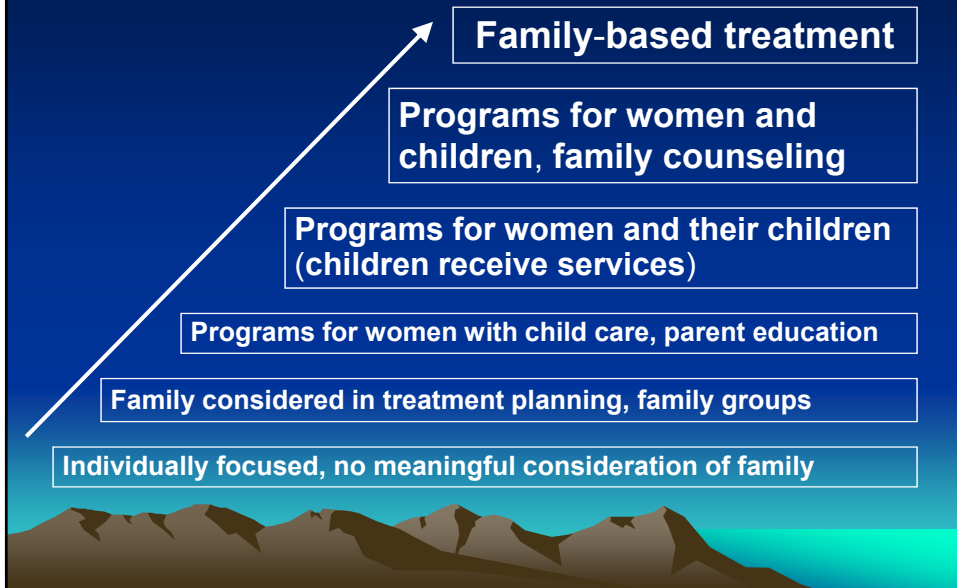 Family-based treatment
Programs for women and
children, family counseling
Programs for women and their children
(children receive services)
Programs for women with child care, parent education
Family considered in treatment planning, family groups
Individually focused, no meaningful consideration of family